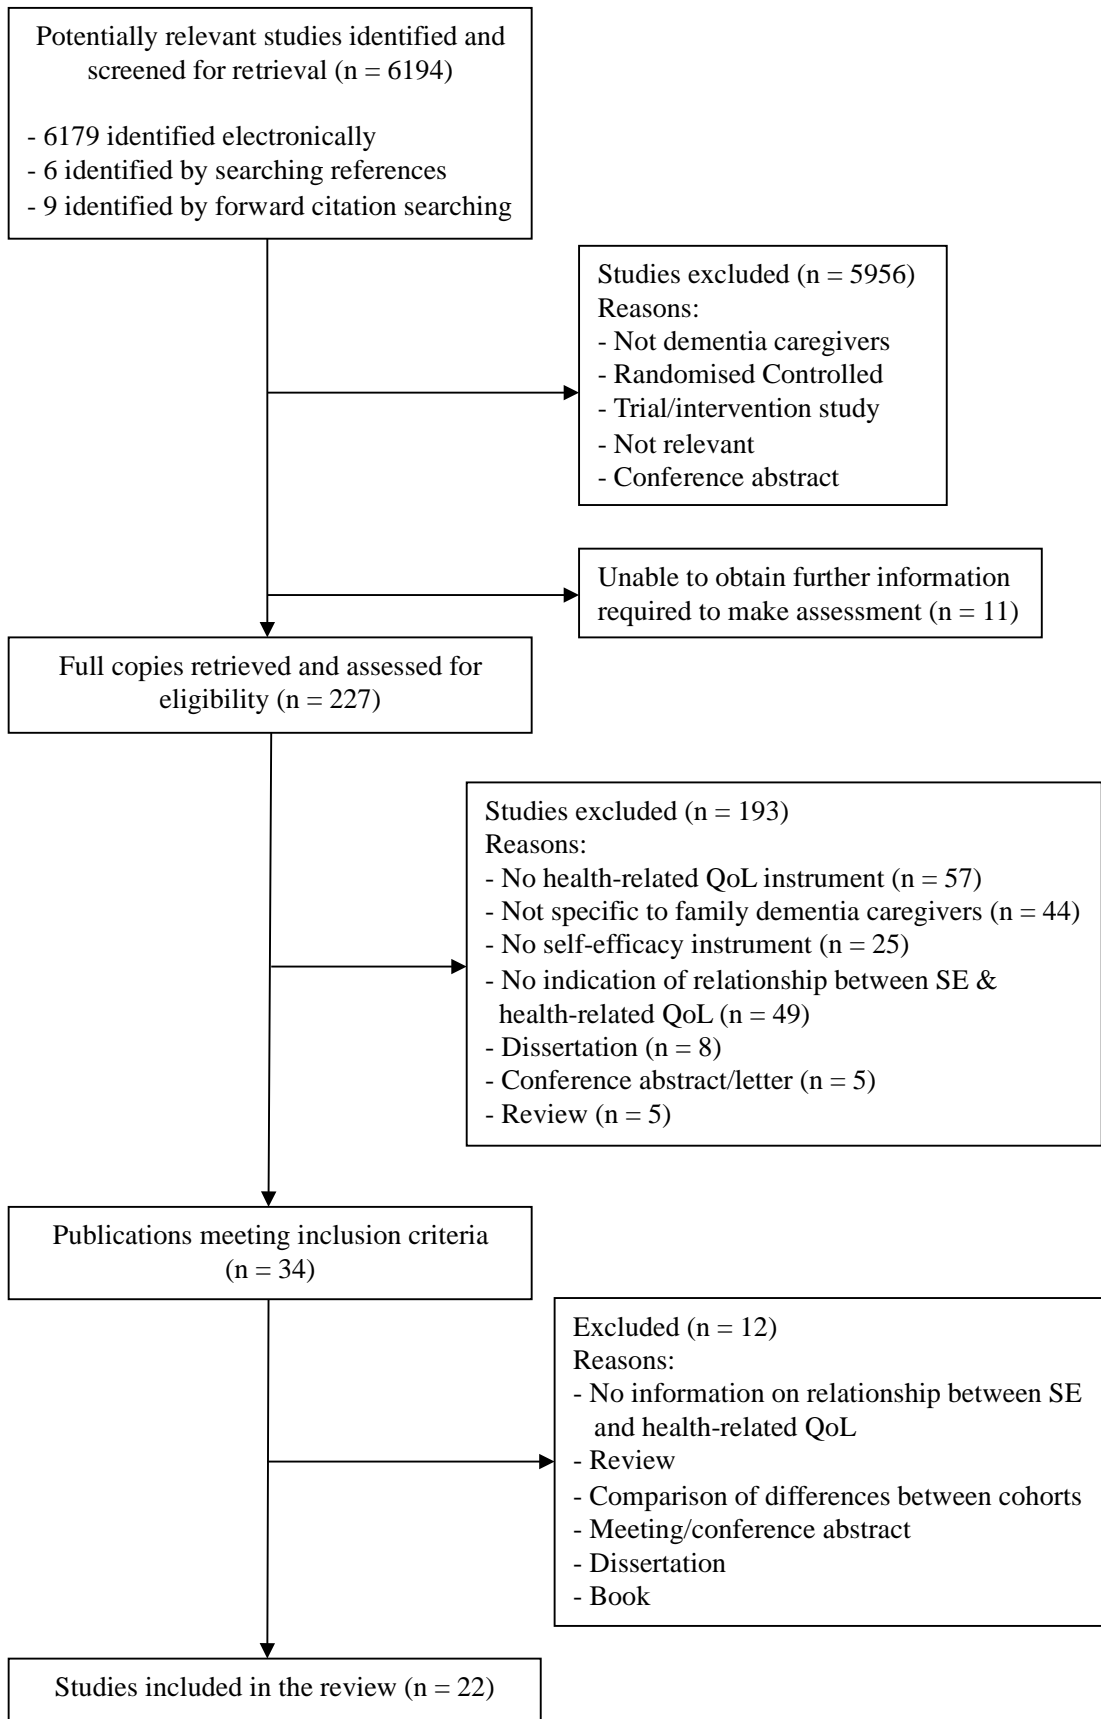 Potentially relevant studies identified and
screened for retrieval (n = 6194)
- 6179 identified electronically
- 6 identified by searching references
- 9 identified by forward citation searching
Studies excluded (n = 5956)
Reasons:
- Not dementia caregivers
- Randomised Controlled
- Trial/intervention study
- Not relevant
- Conference abstract
Unable to obtain further information
required to make assessment (n = 11)
Full copies retrieved and assessed for
eligibility (n = 227)
Studies excluded (n = 193)
Reasons:
- No health-related QoL instrument (n = 57)
- Not specific to family dementia caregivers (n = 44)
- No self-efficacy instrument (n = 25)
- No indication of relationship between SE &
health-related QoL (n = 49)
- Dissertation (n = 8)
- Conference abstract/letter (n = 5)
- Review (n = 5)
Publications meeting inclusion criteria
(n = 34)
Excluded (n = 12)
Reasons:
- No information on relationship between SE
and health-related QoL
- Review
- Comparison of differences between cohorts
- Meeting/conference abstract
- Dissertation
- Book
Studies included in the review (n = 22)